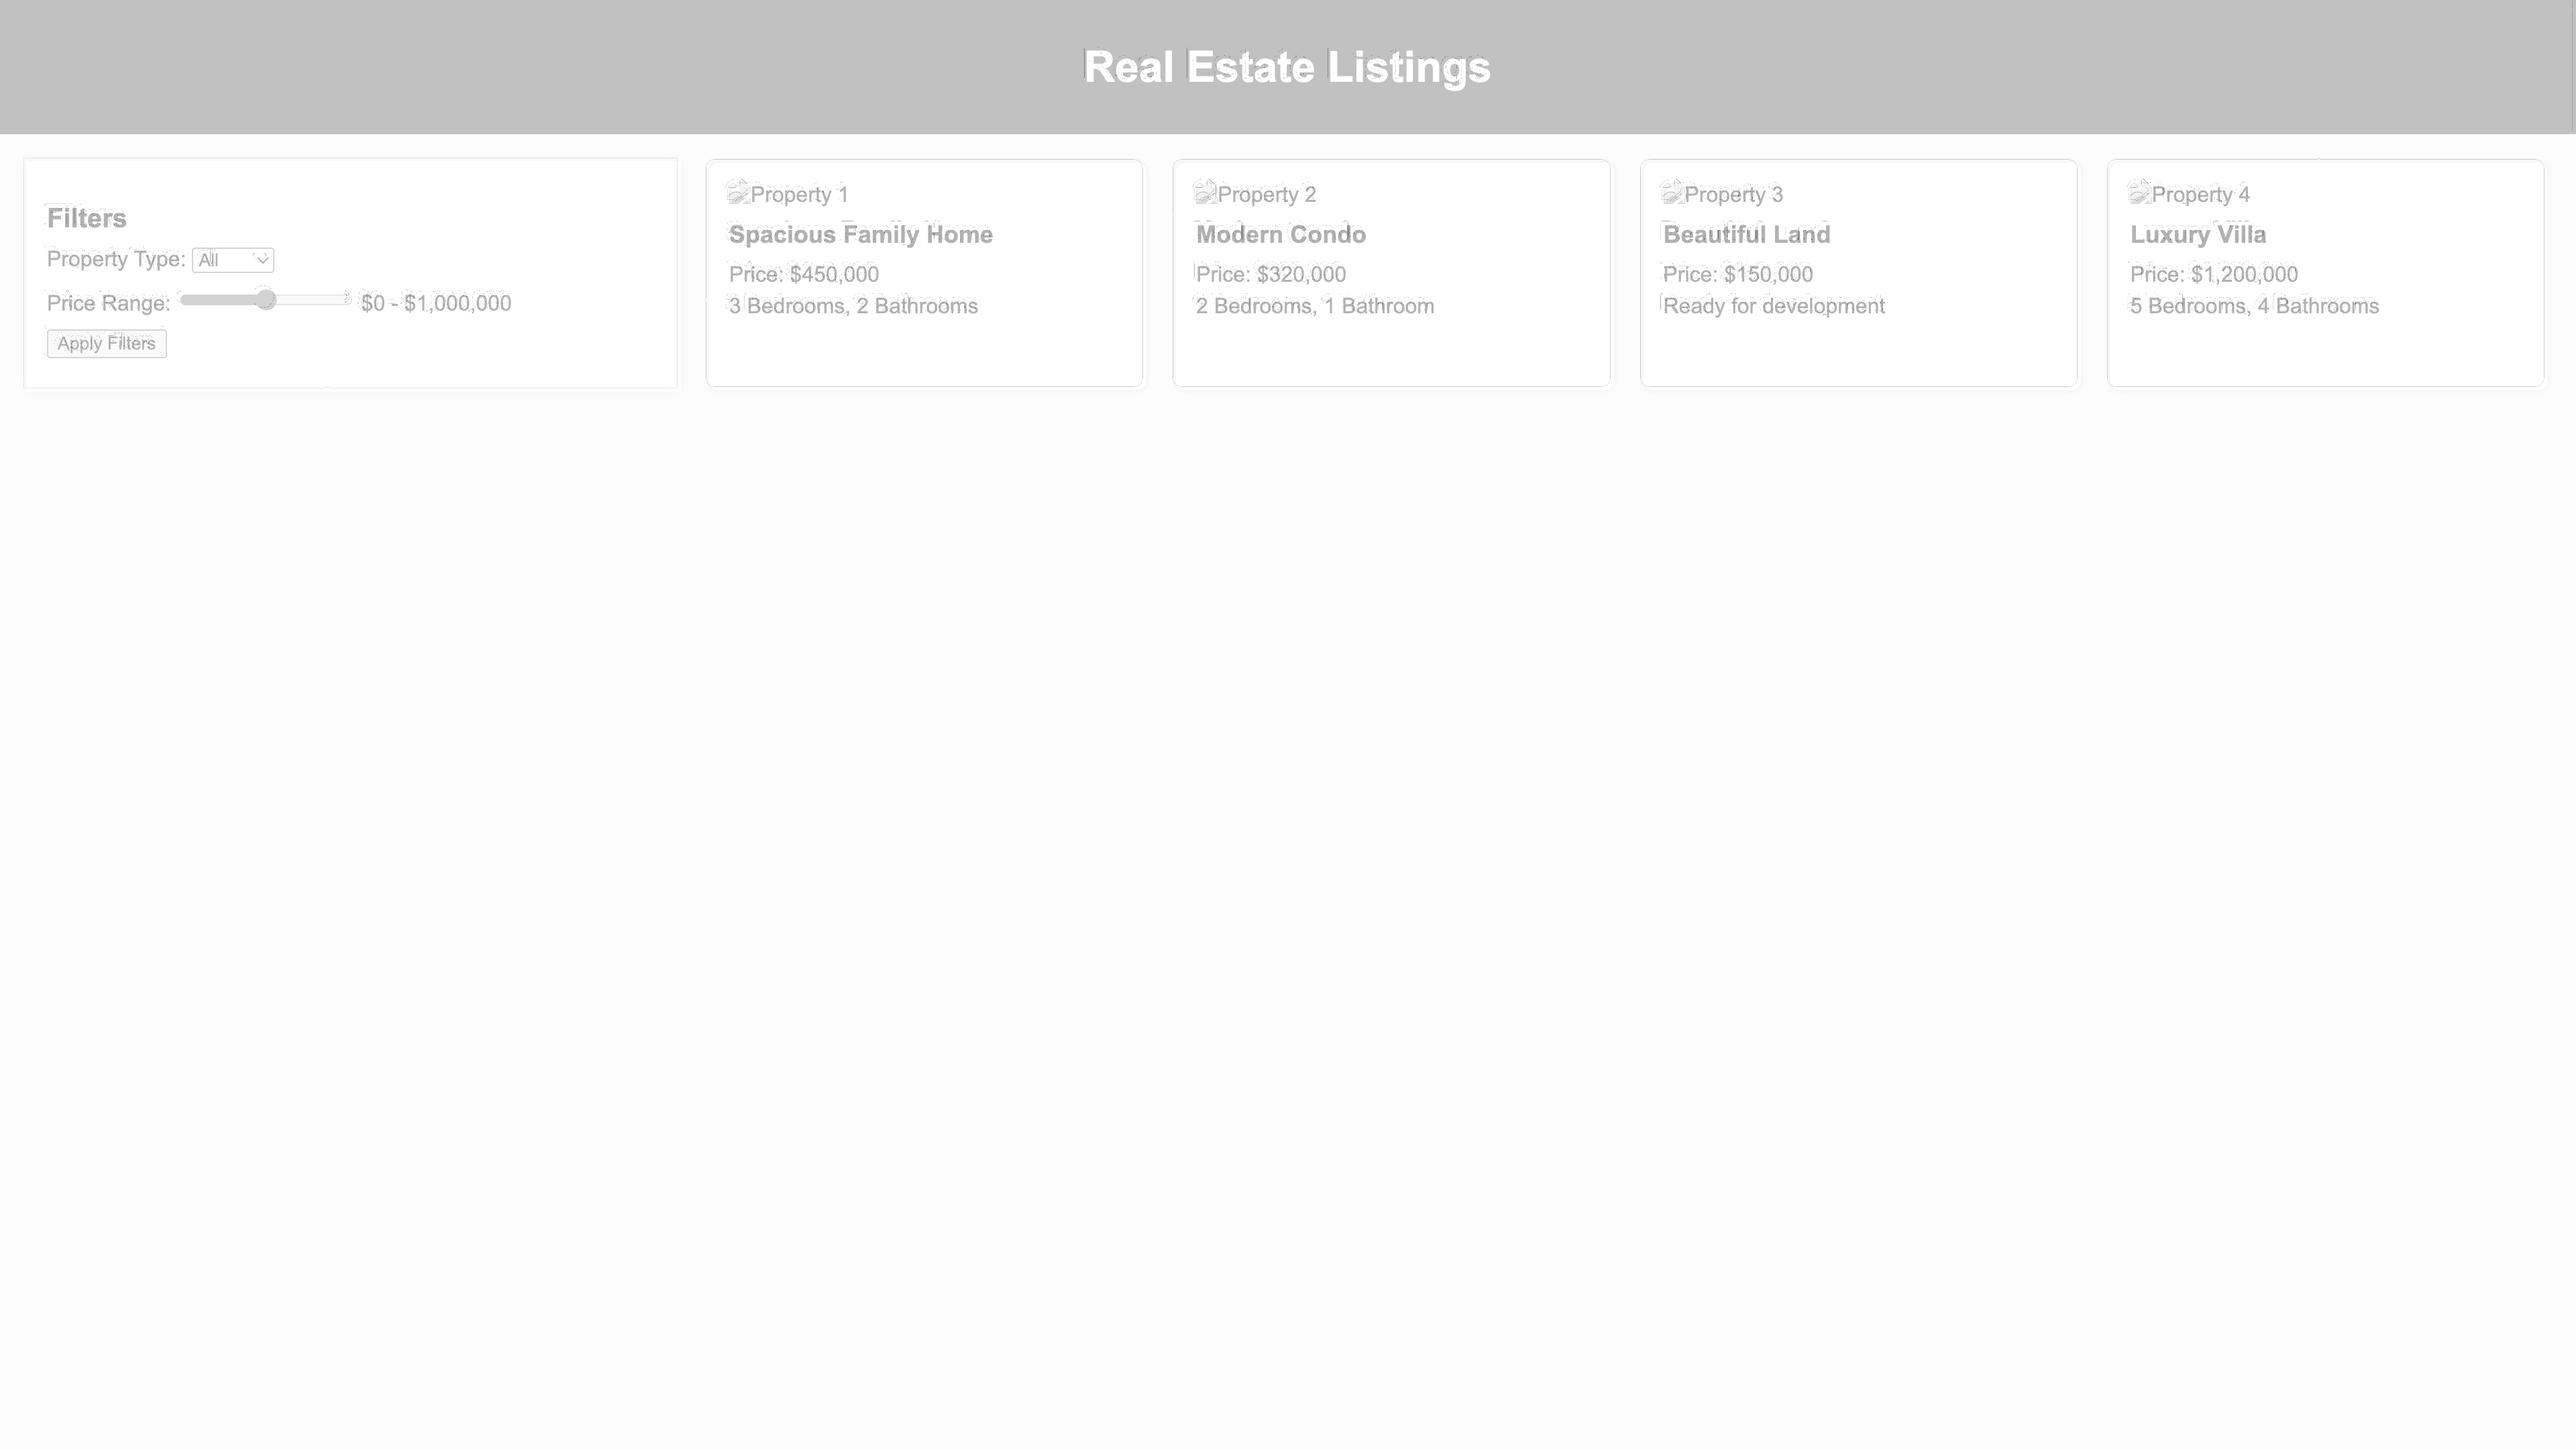 Real Estate Listings
Filters
Property Type: All
Price Range: $0 - $1,000,000
Apply Filters
Property 1
Spacious Family Home
Price: $450,000
3 Bedrooms, 2 Bathrooms
Property 2
Modern Condo
Price: $320,000
2 Bedrooms, 1 Bathroom
Property 3
Beautiful Land
Price: $150,000
Ready for development
Property 4
Luxury Villa
Price: $1,200,000
5 Bedrooms, 4 Bathrooms